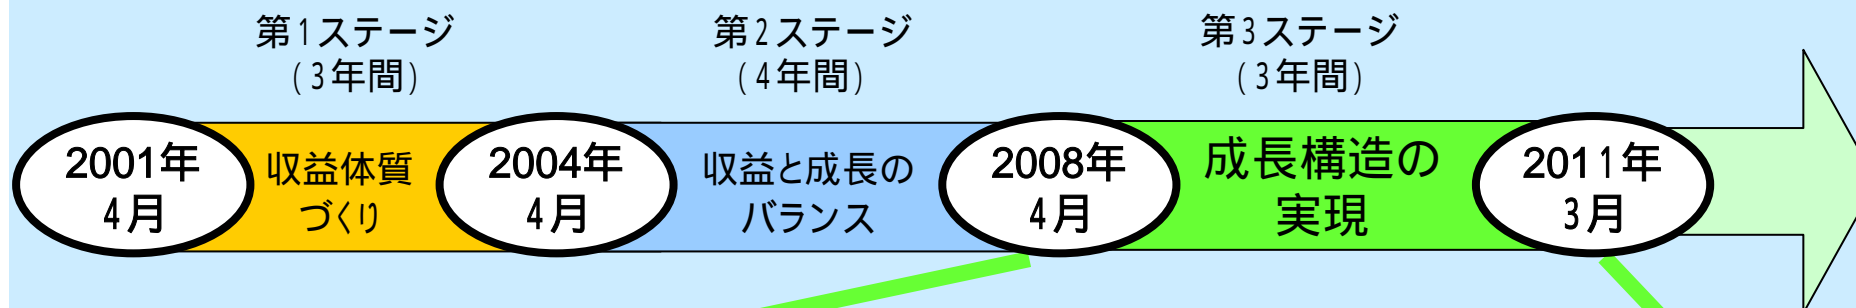 第1ステージ
(3年間)
第2ステージ
(4年間)
第3ステージ
(3年間)
2001年
4月
収益体質
づくり
2004年
4月
収益と成長の
バランス
2008年
4月
成長構造の
実現
2011年
3月